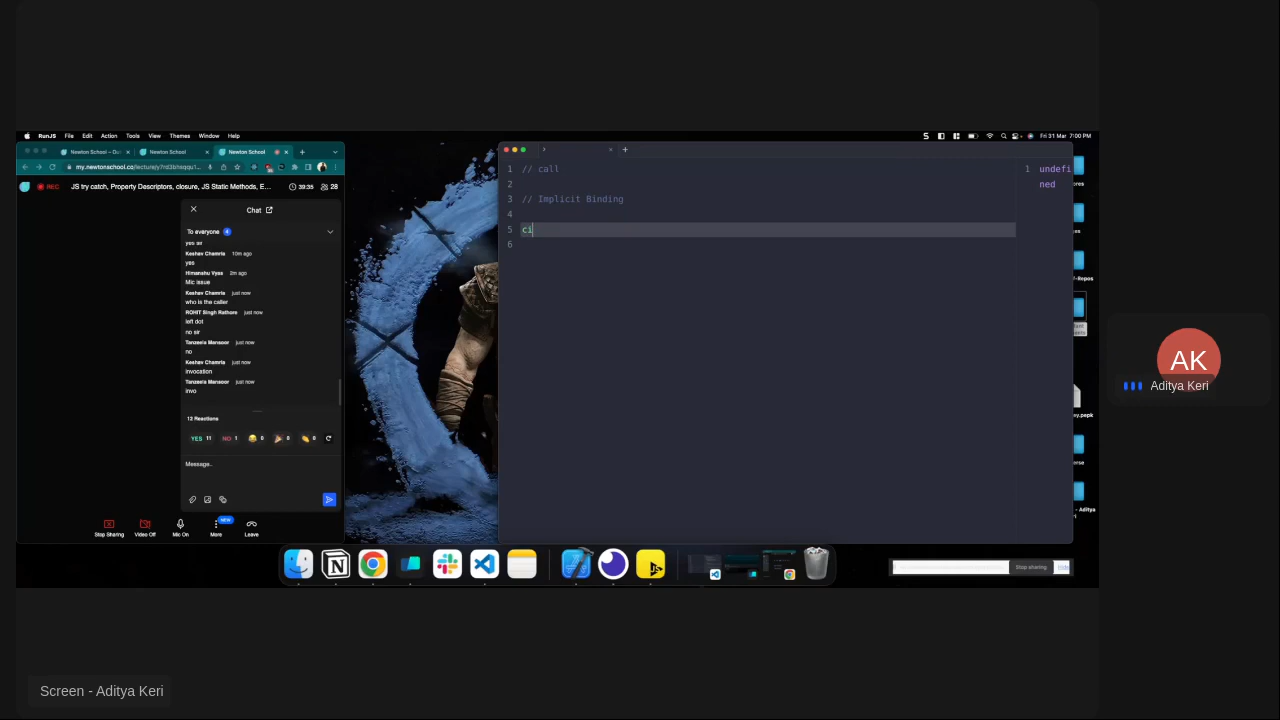 RunJS File Edit Action Tools View Themes Window Help
Fri 31 Mar 7:00 PM
Newton School
Newton School
my.newtonschool.co/lecture/
REC JS try catch, Property Descriptors, closure, JS Static Methods, E... 39:35 28
Chat
To everyone 4
yes sir
Keshav Chamria 10m ago
yes
Himanshu Vyas 2m ago
Mic issue
Keshav Chamria just now
who is the caller
ROHIT Singh Rathore just now
left dot
no sir
Tanzeela Mansoor just now
no
Keshav Chamria just now
invocation
Tanzeela Mansoor just now
invo
12 Reactions
YES 11 NO 1 0 0 0
Message..
NEW
Stop Sharing Video Off Mic On More Leave
1 // call
2
3 // Implicit Binding
4
5 ci
6
1 undefi
ned
f-Repos
ey.pepk
- Aditya
Stop sharing Hide
AK
Aditya Keri
Screen - Aditya Keri